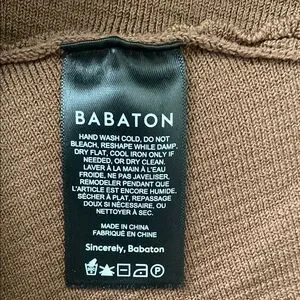 BABATON
HAND WASH COLD, DO NOT
BLEACH, RESHAPE WHILE DAMP,
DRY FLAT, COOL IRON ONLY IF
NEEDED, OR DRY CLEAN.
LAVER À LA MAIN À L'EAU
FROIDE, NE PAS JAVELISER,
REMODELER PENDANT QUE
L'ARTICLE EST ENCORE HUMIDE,
SÉCHER À PLAT, REPASSAGE
DOUX SI NÉCESSAIRE, OU
NETTOYER À SEC.
MADE IN CHINA
FABRIQUÉ EN CHINE
Sincerely, Babaton